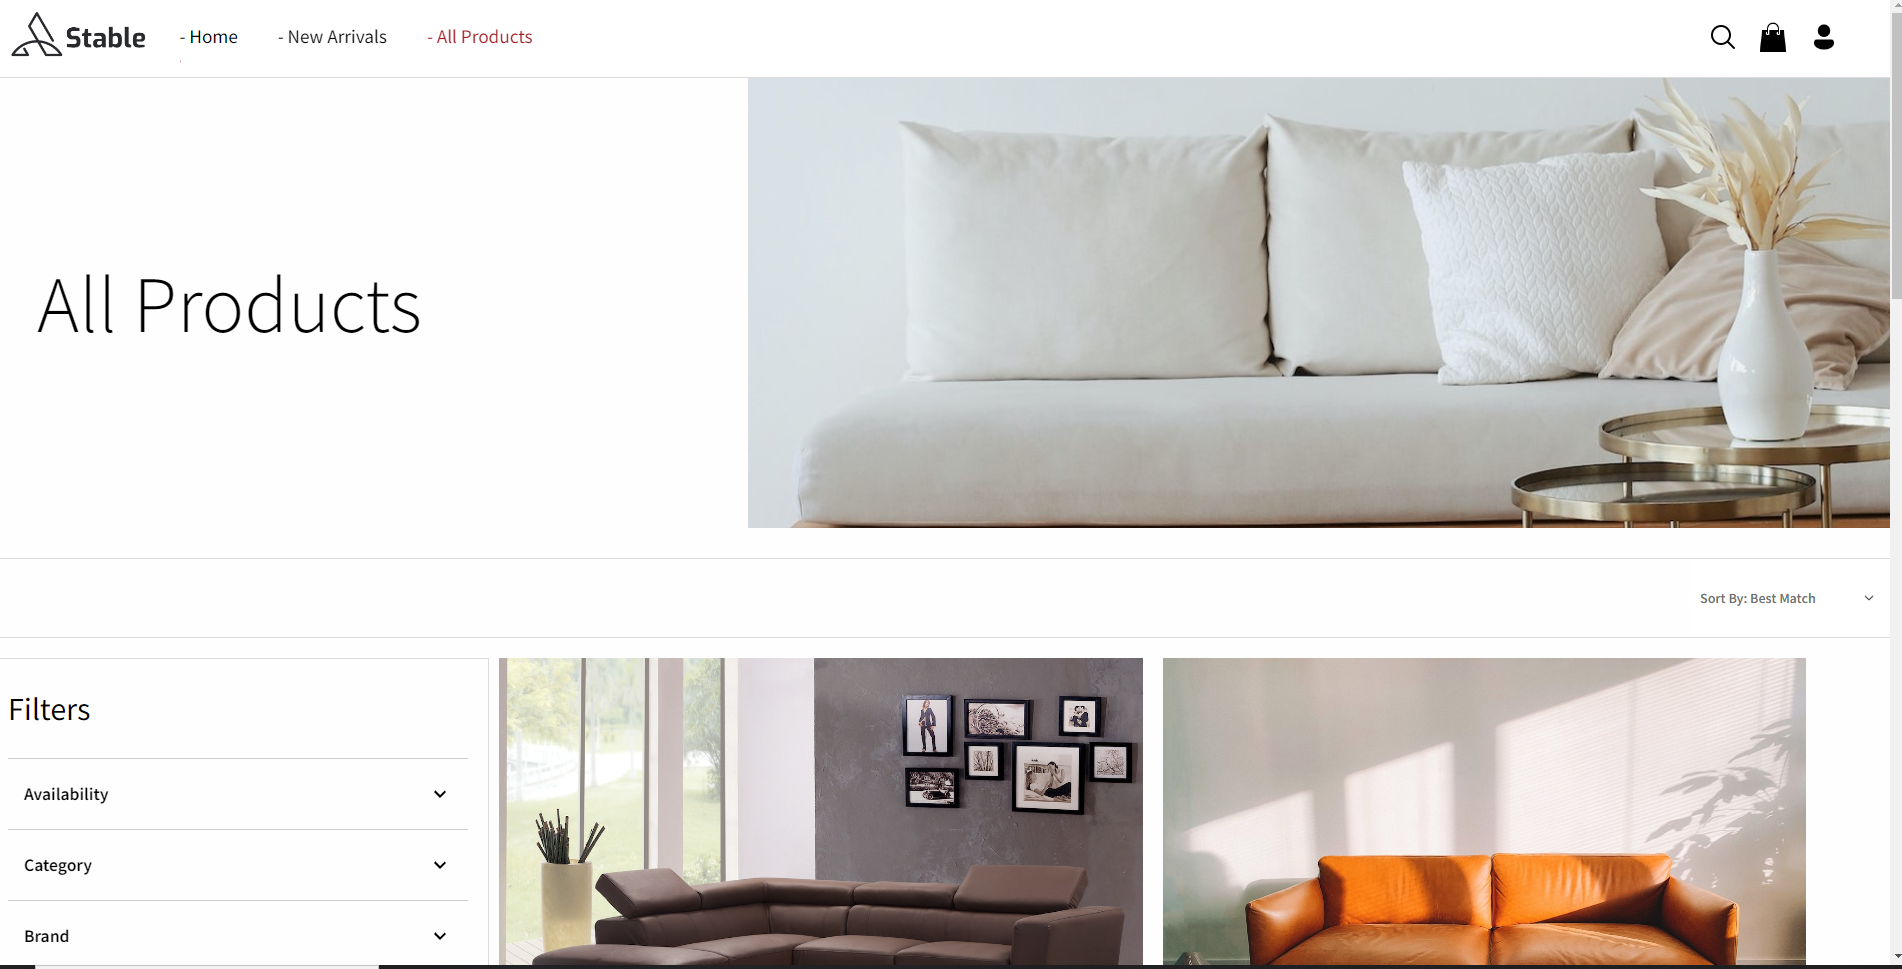 Stable
- Home
- New Arrivals
- All Products
All Products
Sort By: Best Match
Filters
Availability
Category
Brand